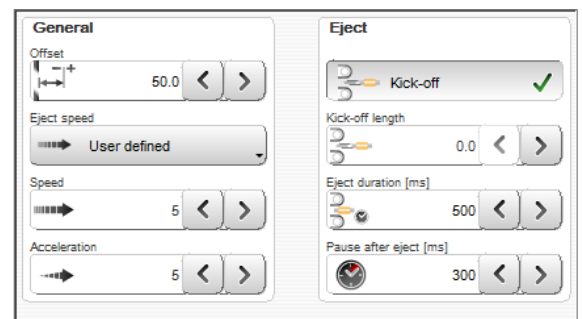 General
Offset
50.0
Eject speed
User defined
Speed
5
Acceleration
5
Eject
Kick-off
Kick-off length
0.0
Eject duration [ms]
500
Pause after eject [ms]
300